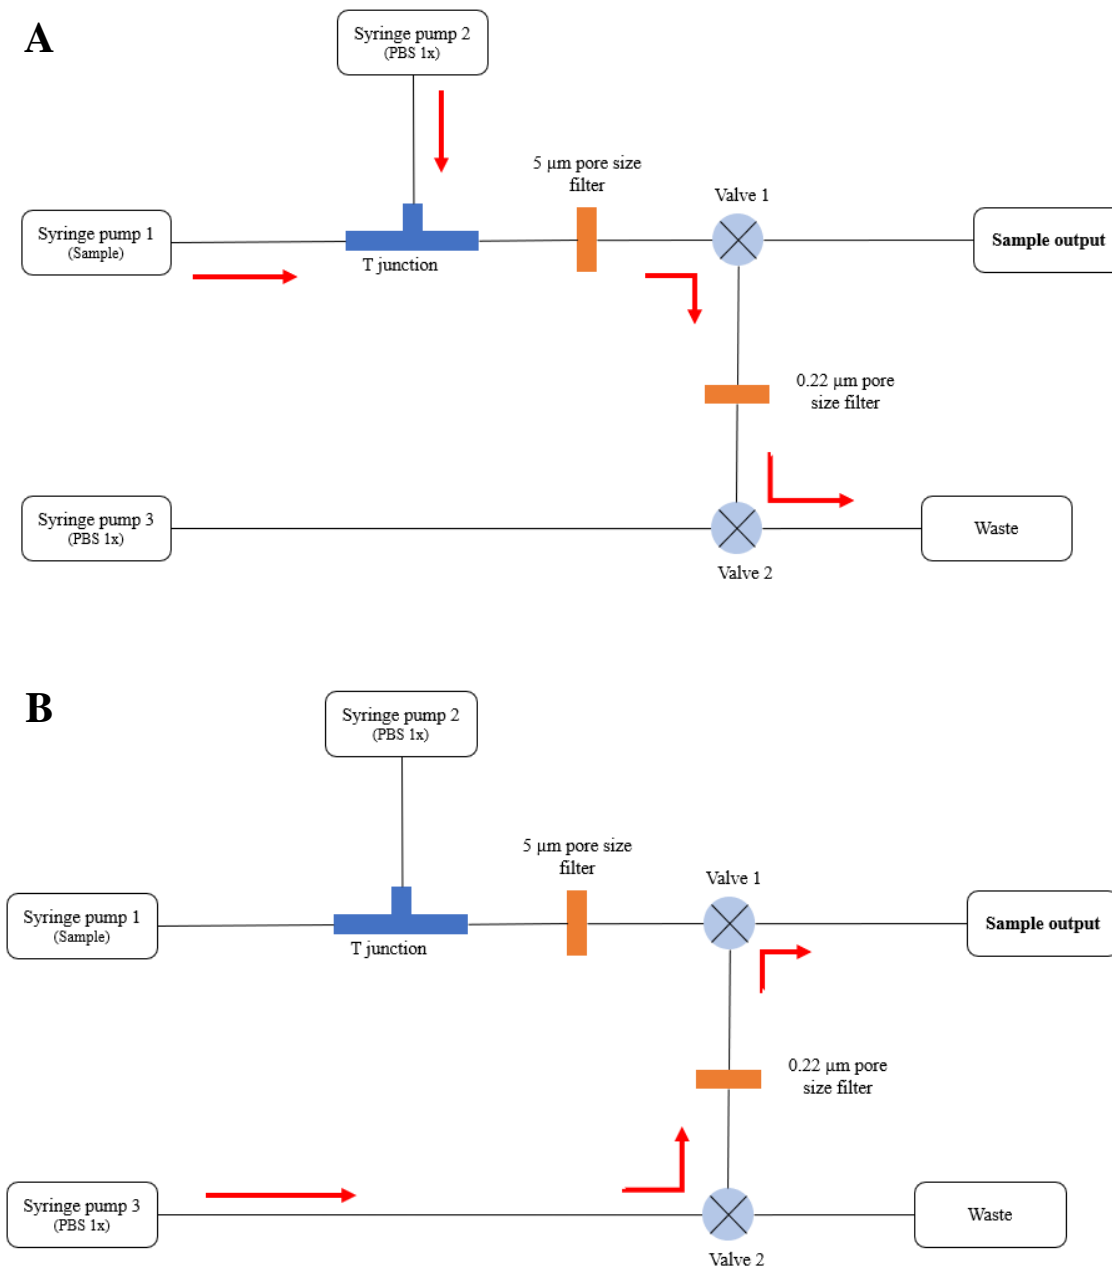 A
Syringe pump 2
(PBS 1x)
5 µm pore size
filter
Valve 1
Syringe pump 1
(Sample)
T junction
Sample output
0.22 µm pore
size filter
Syringe pump 3
(PBS 1x)
Waste
Valve 2
B
Syringe pump 2
(PBS 1x)
5 µm pore size
filter
Valve 1
Syringe pump 1
(Sample)
T junction
Sample output
0.22 µm pore
size filter
Syringe pump 3
(PBS 1x)
Waste
Valve 2